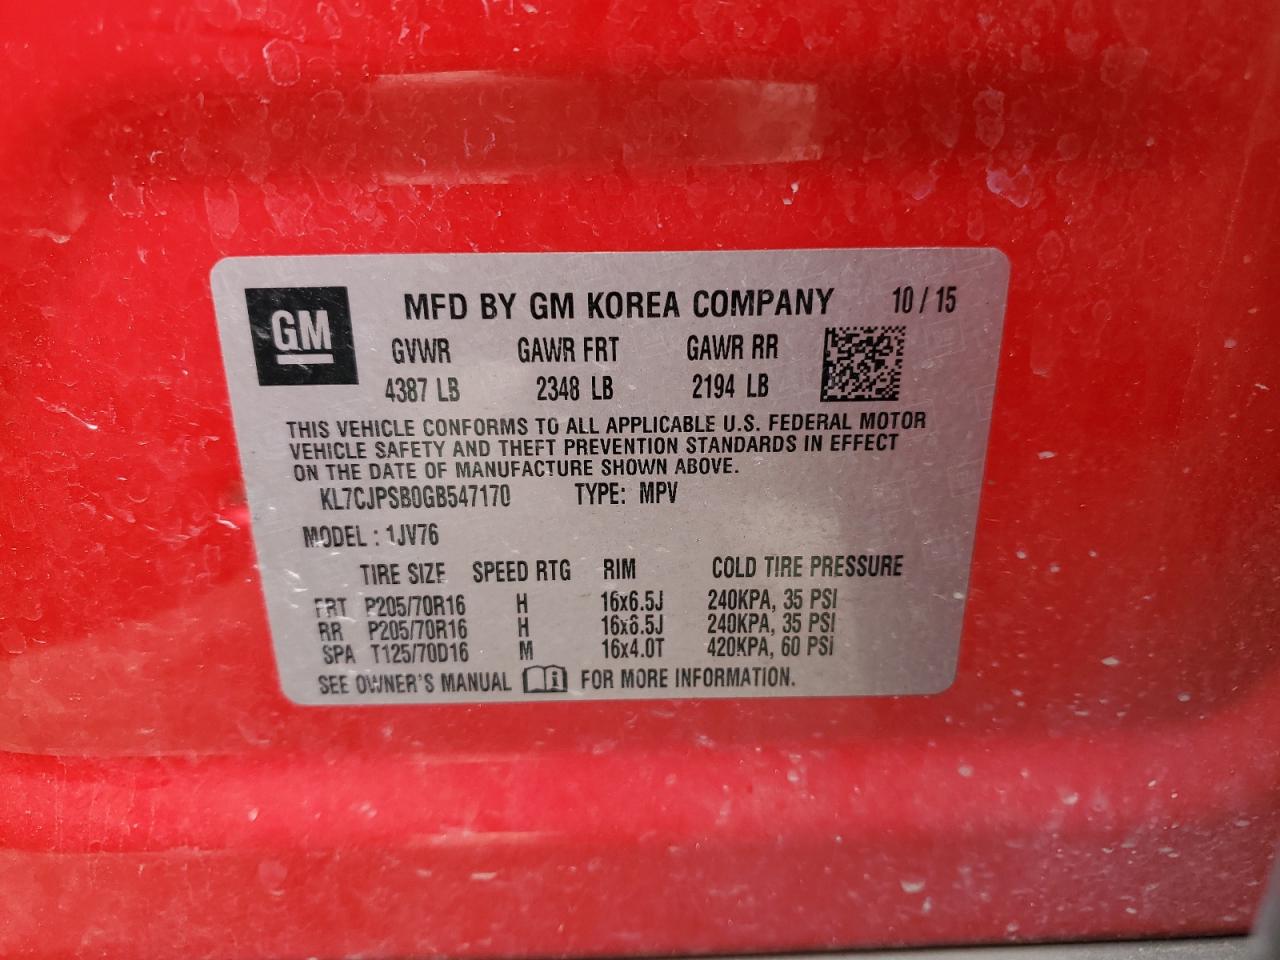 GM
MFD BY GM KOREA COMPANY 10 / 15
GVWR GAWR FRT GAWR RR
4387 LB 2348 LB 2194 LB
THIS VEHICLE CONFORMS TO ALL APPLICABLE U.S. FEDERAL MOTOR
VEHICLE SAFETY AND THEFT PREVENTION STANDARDS IN EFFECT
ON THE DATE OF MANUFACTURE SHOWN ABOVE.
KL7CJPSB0GB547170 TYPE: MPV
MODEL : 1JV76
TIRE SIZE SPEED RTG RIM COLD TIRE PRESSURE
FRT P205/70R16 H 16x6.5J 240KPA, 35 PSI
RR P205/70R16 H 16x6.5J 240KPA, 35 PSI
SPA T125/70D16 M 16x4.0T 420KPA, 60 PSI
SEE OWNER'S MANUAL i FOR MORE INFORMATION.